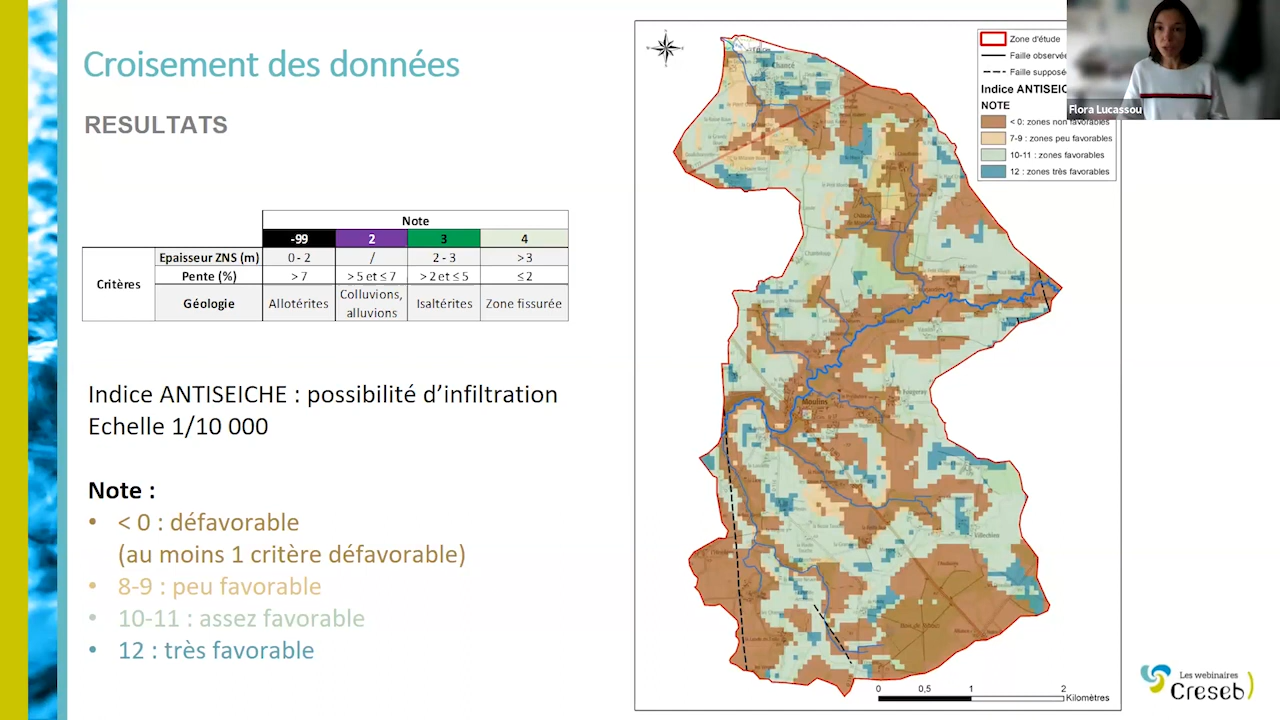 Croisement des données
RESULTATS
Note
-99 2 3 4
Critères
Epaisseur ZNS (m) 0 - 2 / 2 - 3 > 3
Pente (%) > 7 > 5 et ≤ 7 > 2 et ≤ 5 ≤ 2
Géologie Allotérites Colluvions, alluvions Isaltérites Zone fissurée
Indice ANTISEICHE : possibilité d’infiltration
Echelle 1/10 000
Note :
• < 0 : défavorable
(au moins 1 critère défavorable)
• 8-9 : peu favorable
• 10-11 : assez favorable
• 12 : très favorable
Zone d'étude
Faille observée
Faille supposé
Indice ANTISEIC
NOTE
< 0: zones non favorables
7-9 : zones peu favorables
10-11 : zones favorables
12 : zones très favorables
Chancé
Moulins
0 0,5 1 2
Kilomètres
Flora Lucassou
Les webinaires
Creseb